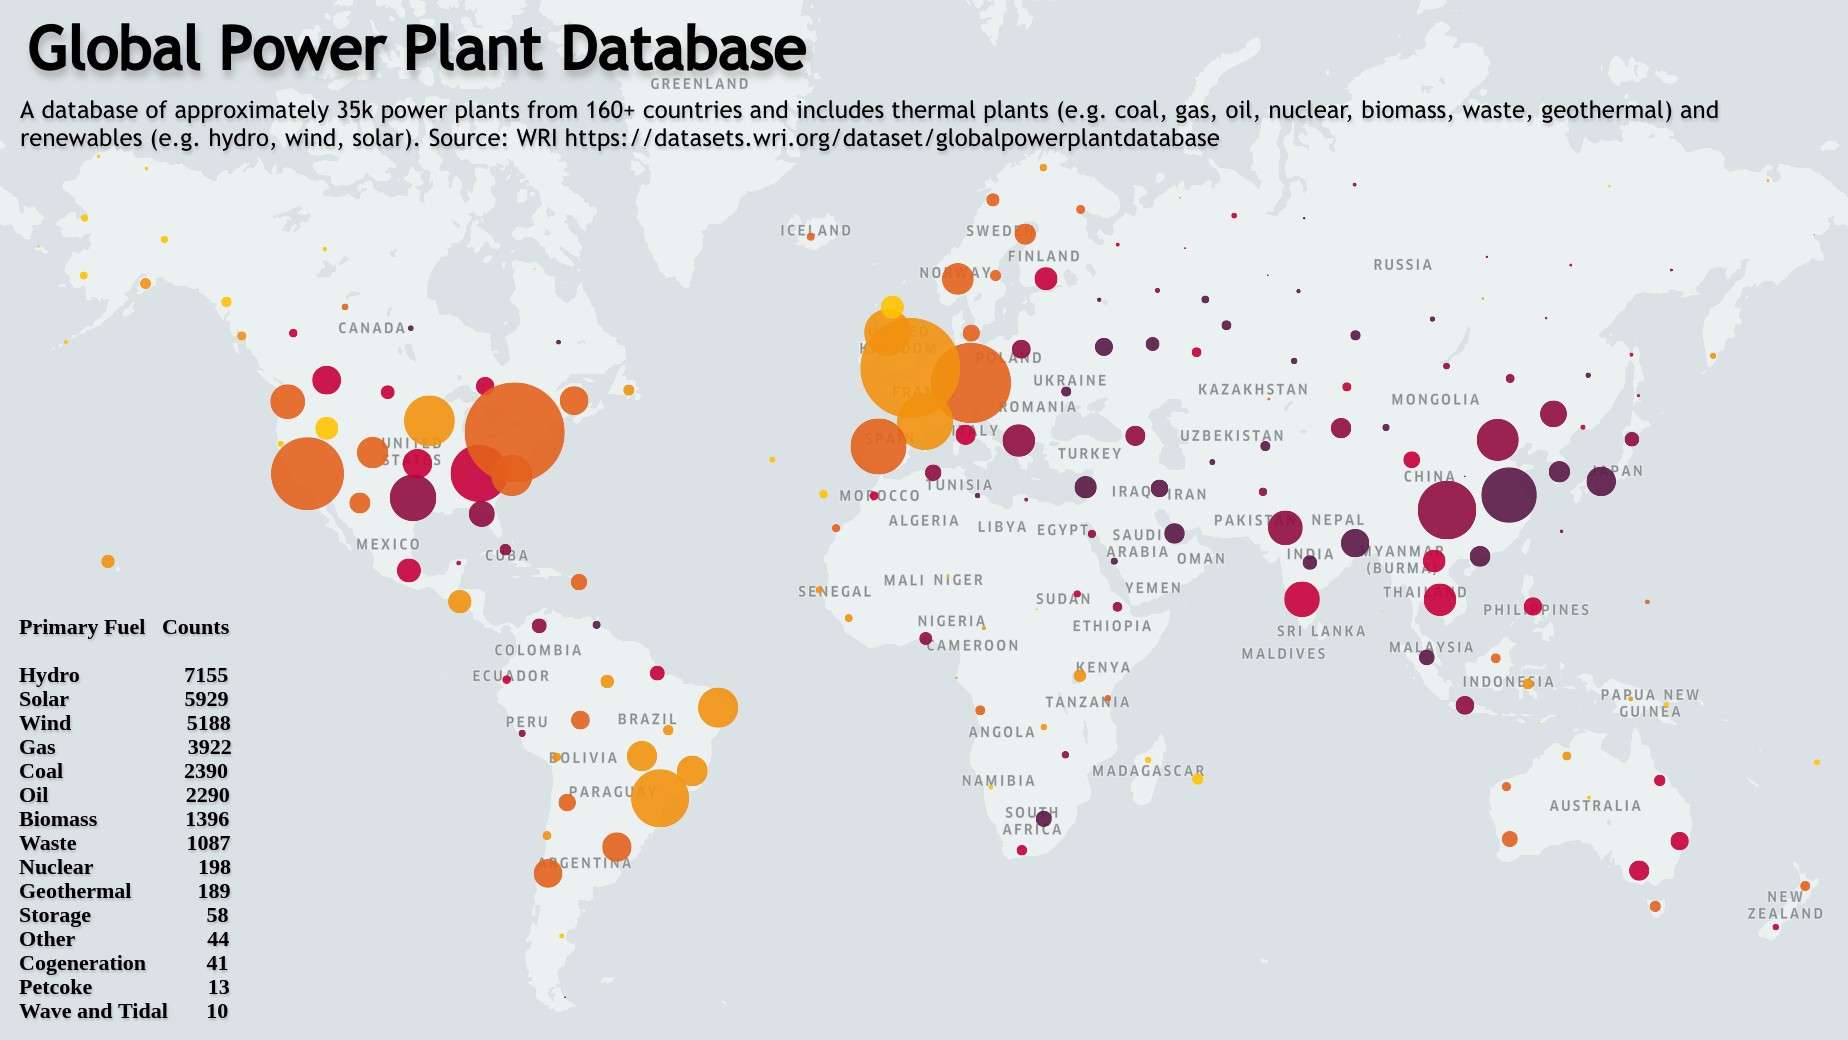 Global Power Plant Database
GREENLAND
A database of approximately 35k power plants from 160+ countries and includes thermal plants (e.g. coal, gas, oil, nuclear, biomass, waste, geothermal) and
renewables (e.g. hydro, wind, solar). Source: WRI https://datasets.wri.org/dataset/globalpowerplantdatabase
ICELAND
SWEDEN
FINLAND
RUSSIA
NORWAY
CANADA
UNITED
KINGDOM
POLAND
UKRAINE
KAZAKHSTAN
FRANCE
MONGOLIA
ROMANIA
ITALY
SPAIN
UZBEKISTAN
UNITED
STATES
TURKEY
CHINA
JAPAN
TUNISIA
MOROCCO
IRAQ
IRAN
ALGERIA
LIBYA
EGYPT
SAUDI
ARABIA
PAKISTAN
NEPAL
MEXICO
CUBA
OMAN
INDIA
MYANMAR
(BURMA)
MALI
NIGER
SENEGAL
SUDAN
YEMEN
THAILAND
PHILIPPINES
NIGERIA
ETHIOPIA
SRI LANKA
CAMEROON
COLOMBIA
MALDIVES
MALAYSIA
ECUADOR
KENYA
INDONESIA
PAPUA NEW
GUINEA
TANZANIA
PERU
BRAZIL
ANGOLA
BOLIVIA
MADAGASCAR
NAMIBIA
PARAGUAY
AUSTRALIA
SOUTH
AFRICA
ARGENTINA
NEW
ZEALAND
Primary Fuel Counts
Hydro 7155
Solar 5929
Wind 5188
Gas 3922
Coal 2390
Oil 2290
Biomass 1396
Waste 1087
Nuclear 198
Geothermal 189
Storage 58
Other 44
Cogeneration 41
Petcoke 13
Wave and Tidal 10